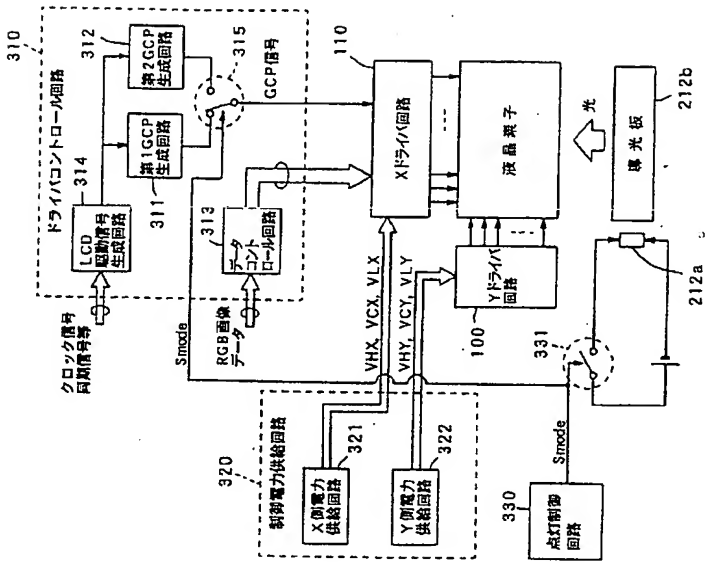 310
ドライバコントロール回路
312
第2GCP
生成回路
315
GCP信号
314
LCD
駆動信号
生成回路
第1GCP
生成回路
311
313
データ
コント
ロール回路
クロック信号
同期信号等
Smode
RGB画像
データ
110
Xドライバ回路
液晶素子
光
導光板
212b
VHX, VCX, VLX
VHY, VCY, VLY
Yドライバ
回路
100
331
212a
320
制御電力供給回路
X側電力
供給回路
321
Y側電力
供給回路
322
Smode
330
点灯制御
回路